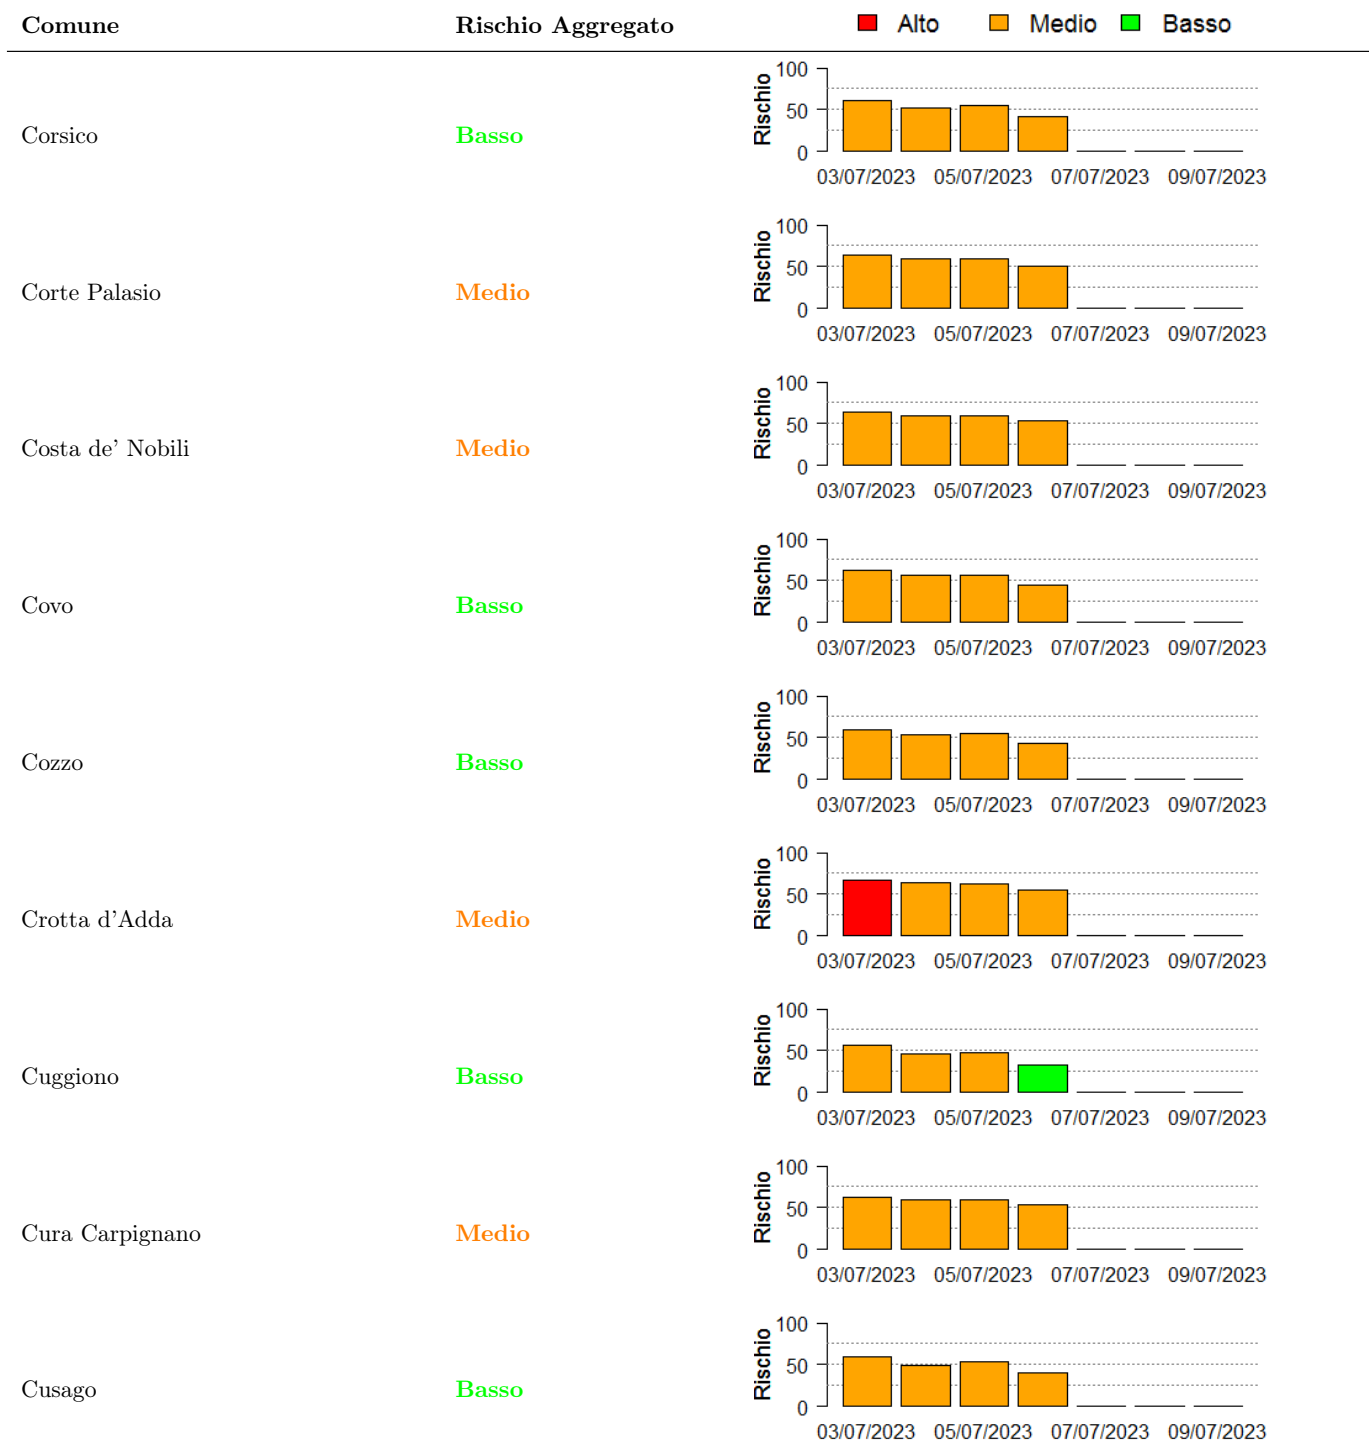 Comune Rischio Aggregato Alto Medio Basso
100
50
0
Rischio
Corsico Basso
03/07/2023 05/07/2023 07/07/2023 09/07/2023
100
50
0
Rischio
Corte Palasio Medio
03/07/2023 05/07/2023 07/07/2023 09/07/2023
100
50
0
Rischio
Costa de' Nobili Medio
03/07/2023 05/07/2023 07/07/2023 09/07/2023
100
50
0
Rischio
Covo Basso
03/07/2023 05/07/2023 07/07/2023 09/07/2023
100
50
0
Rischio
Cozzo Basso
03/07/2023 05/07/2023 07/07/2023 09/07/2023
100
50
0
Rischio
Crotta d'Adda Medio
03/07/2023 05/07/2023 07/07/2023 09/07/2023
100
50
0
Rischio
Cuggiono Basso
03/07/2023 05/07/2023 07/07/2023 09/07/2023
100
50
0
Rischio
Cura Carpignano Medio
03/07/2023 05/07/2023 07/07/2023 09/07/2023
100
50
0
Rischio
Cusago Basso
03/07/2023 05/07/2023 07/07/2023 09/07/2023